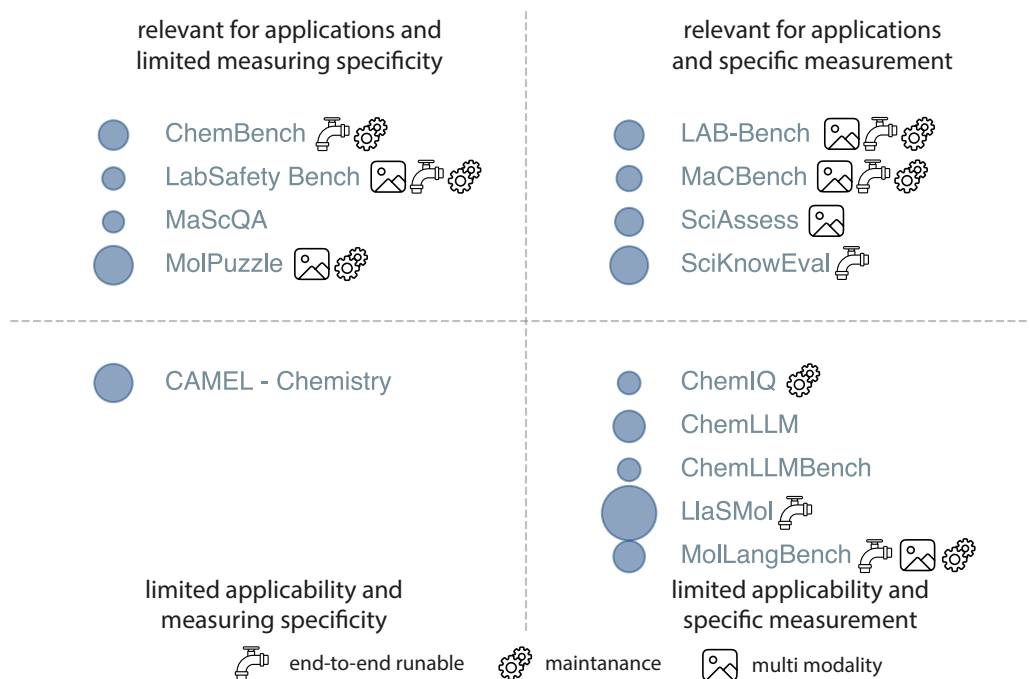 relevant for applications and
limited measuring specificity
ChemBench
LabSafety Bench
MaScQA
MolPuzzle
relevant for applications
and specific measurement
LAB-Bench
MaCBench
SciAssess
SciKnowEval
CAMEL - Chemistry
limited applicability and
measuring specificity
ChemIQ
ChemLLM
ChemLLMBench
LlaSMol
MolLangBench
limited applicability and
specific measurement
end-to-end runable
maintanance
multi modality